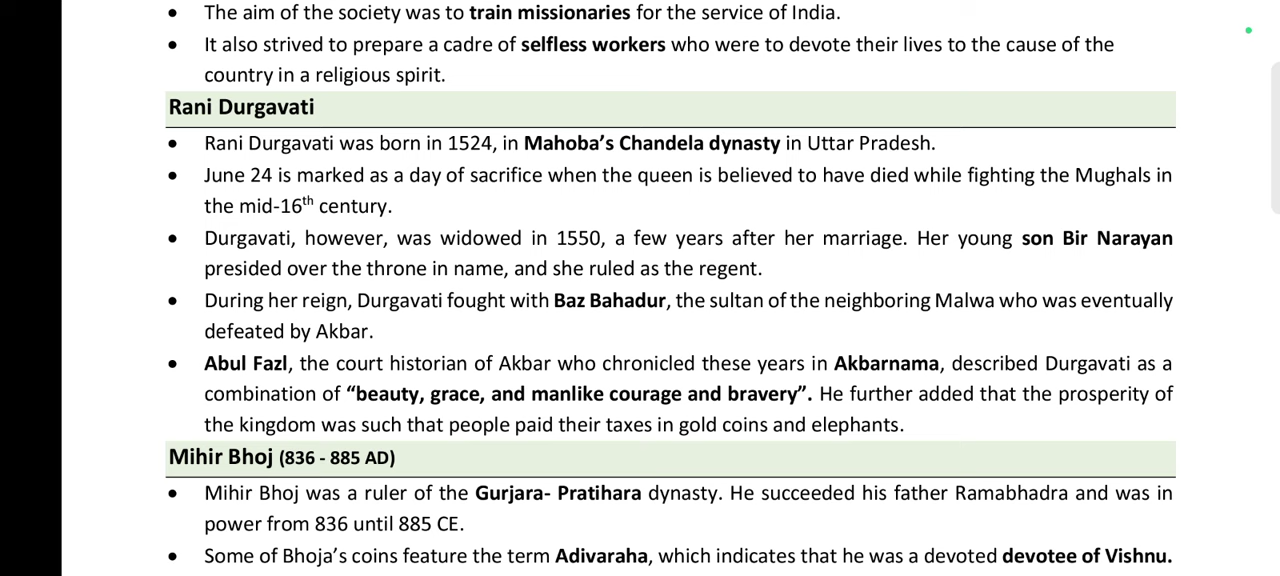 • The aim of the society was to train missionaries for the service of India.
• It also strived to prepare a cadre of selfless workers who were to devote their lives to the cause of the
country in a religious spirit.
Rani Durgavati
• Rani Durgavati was born in 1524, in Mahoba’s Chandela dynasty in Uttar Pradesh.
• June 24 is marked as a day of sacrifice when the queen is believed to have died while fighting the Mughals in
the mid-16th century.
• Durgavati, however, was widowed in 1550, a few years after her marriage. Her young son Bir Narayan
presided over the throne in name, and she ruled as the regent.
• During her reign, Durgavati fought with Baz Bahadur, the sultan of the neighboring Malwa who was eventually
defeated by Akbar.
• Abul Fazl, the court historian of Akbar who chronicled these years in Akbarnama, described Durgavati as a
combination of “beauty, grace, and manlike courage and bravery”. He further added that the prosperity of
the kingdom was such that people paid their taxes in gold coins and elephants.
Mihir Bhoj (836 - 885 AD)
• Mihir Bhoj was a ruler of the Gurjara- Pratihara dynasty. He succeeded his father Ramabhadra and was in
power from 836 until 885 CE.
• Some of Bhoja’s coins feature the term Adivaraha, which indicates that he was a devoted devotee of Vishnu.